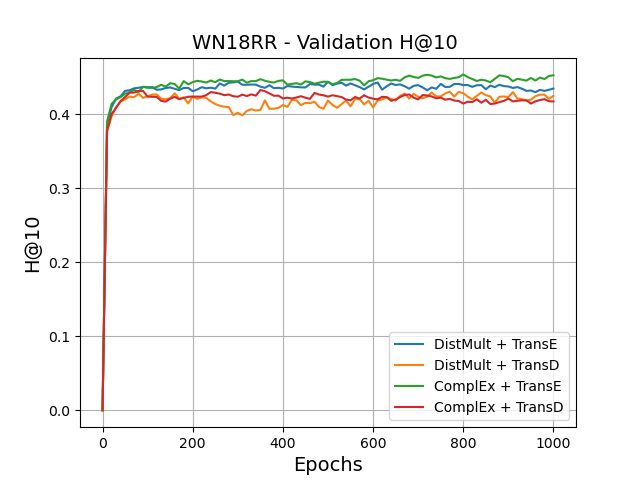 WN18RR - Validation H@10
H@10
0.4
0.3
0.2
0.1
0.0
DistMult + TransE
DistMult + TransD
ComplEx + TransE
ComplEx + TransD
0 200 400 600 800 1000
Epochs